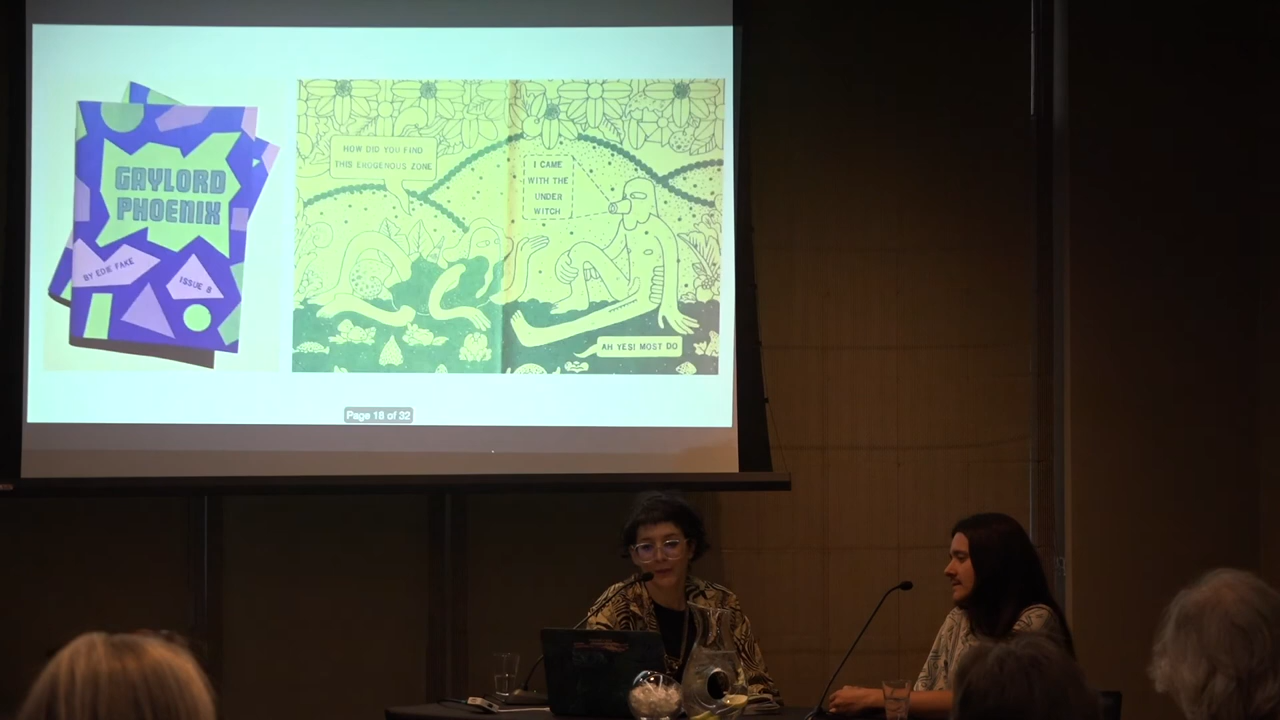 GAYLORD
PHOENIX
BY EDIE FAKE
ISSUE 8
HOW DID YOU FIND
THIS EROGENOUS ZONE
I CAME
WITH THE
UNDER
WITCH
AH YES! MOST DO
Page 18 of 32